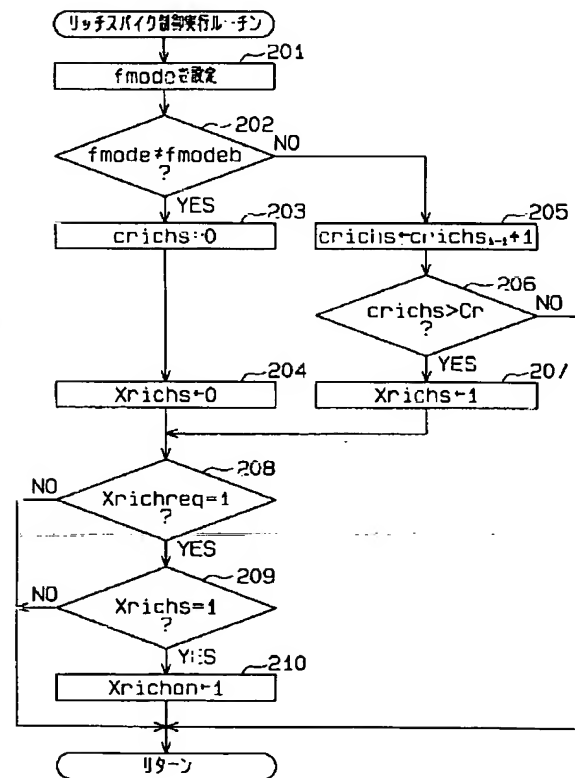 リッチスパイク制御実行ルーチン
201
fmodeを設定
202
fmode≠fmodeb
?
NO
YES
203
crichs←0
205
crichs←crichsᵢ₋₁+1
206
crichs>Cr
?
NO
YES
204
Xrichs←0
207
Xrichs←1
208
NO
Xrichreq=1
?
YES
209
NO
Xrichs=1
?
YES
210
Xrichon←1
リターン